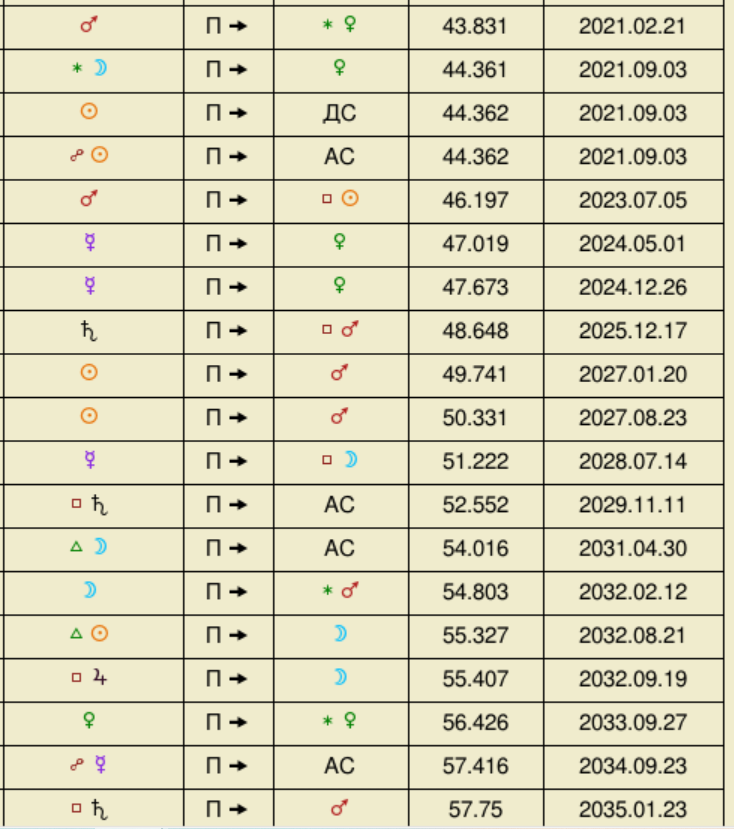 ♂ П → ⚹ ♀ 43.831 2021.02.21
⚹ ☽ П → ♀ 44.361 2021.09.03
☉ П → ДС 44.362 2021.09.03
☍ ☉ П → АС 44.362 2021.09.03
♂ П → □ ☉ 46.197 2023.07.05
☿ П → ♀ 47.019 2024.05.01
☿ П → ♀ 47.673 2024.12.26
♄ П → □ ♂ 48.648 2025.12.17
☉ П → ♂ 49.741 2027.01.20
☉ П → ♂ 50.331 2027.08.23
☿ П → □ ☽ 51.222 2028.07.14
□ ♄ П → АС 52.552 2029.11.11
△ ☽ П → АС 54.016 2031.04.30
☽ П → ⚹ ♂ 54.803 2032.02.12
△ ☉ П → ☽ 55.327 2032.08.21
□ ♃ П → ☽ 55.407 2032.09.19
♀ П → ⚹ ♀ 56.426 2033.09.27
☍ ☿ П → АС 57.416 2034.09.23
□ ♄ П → ♂ 57.75 2035.01.23